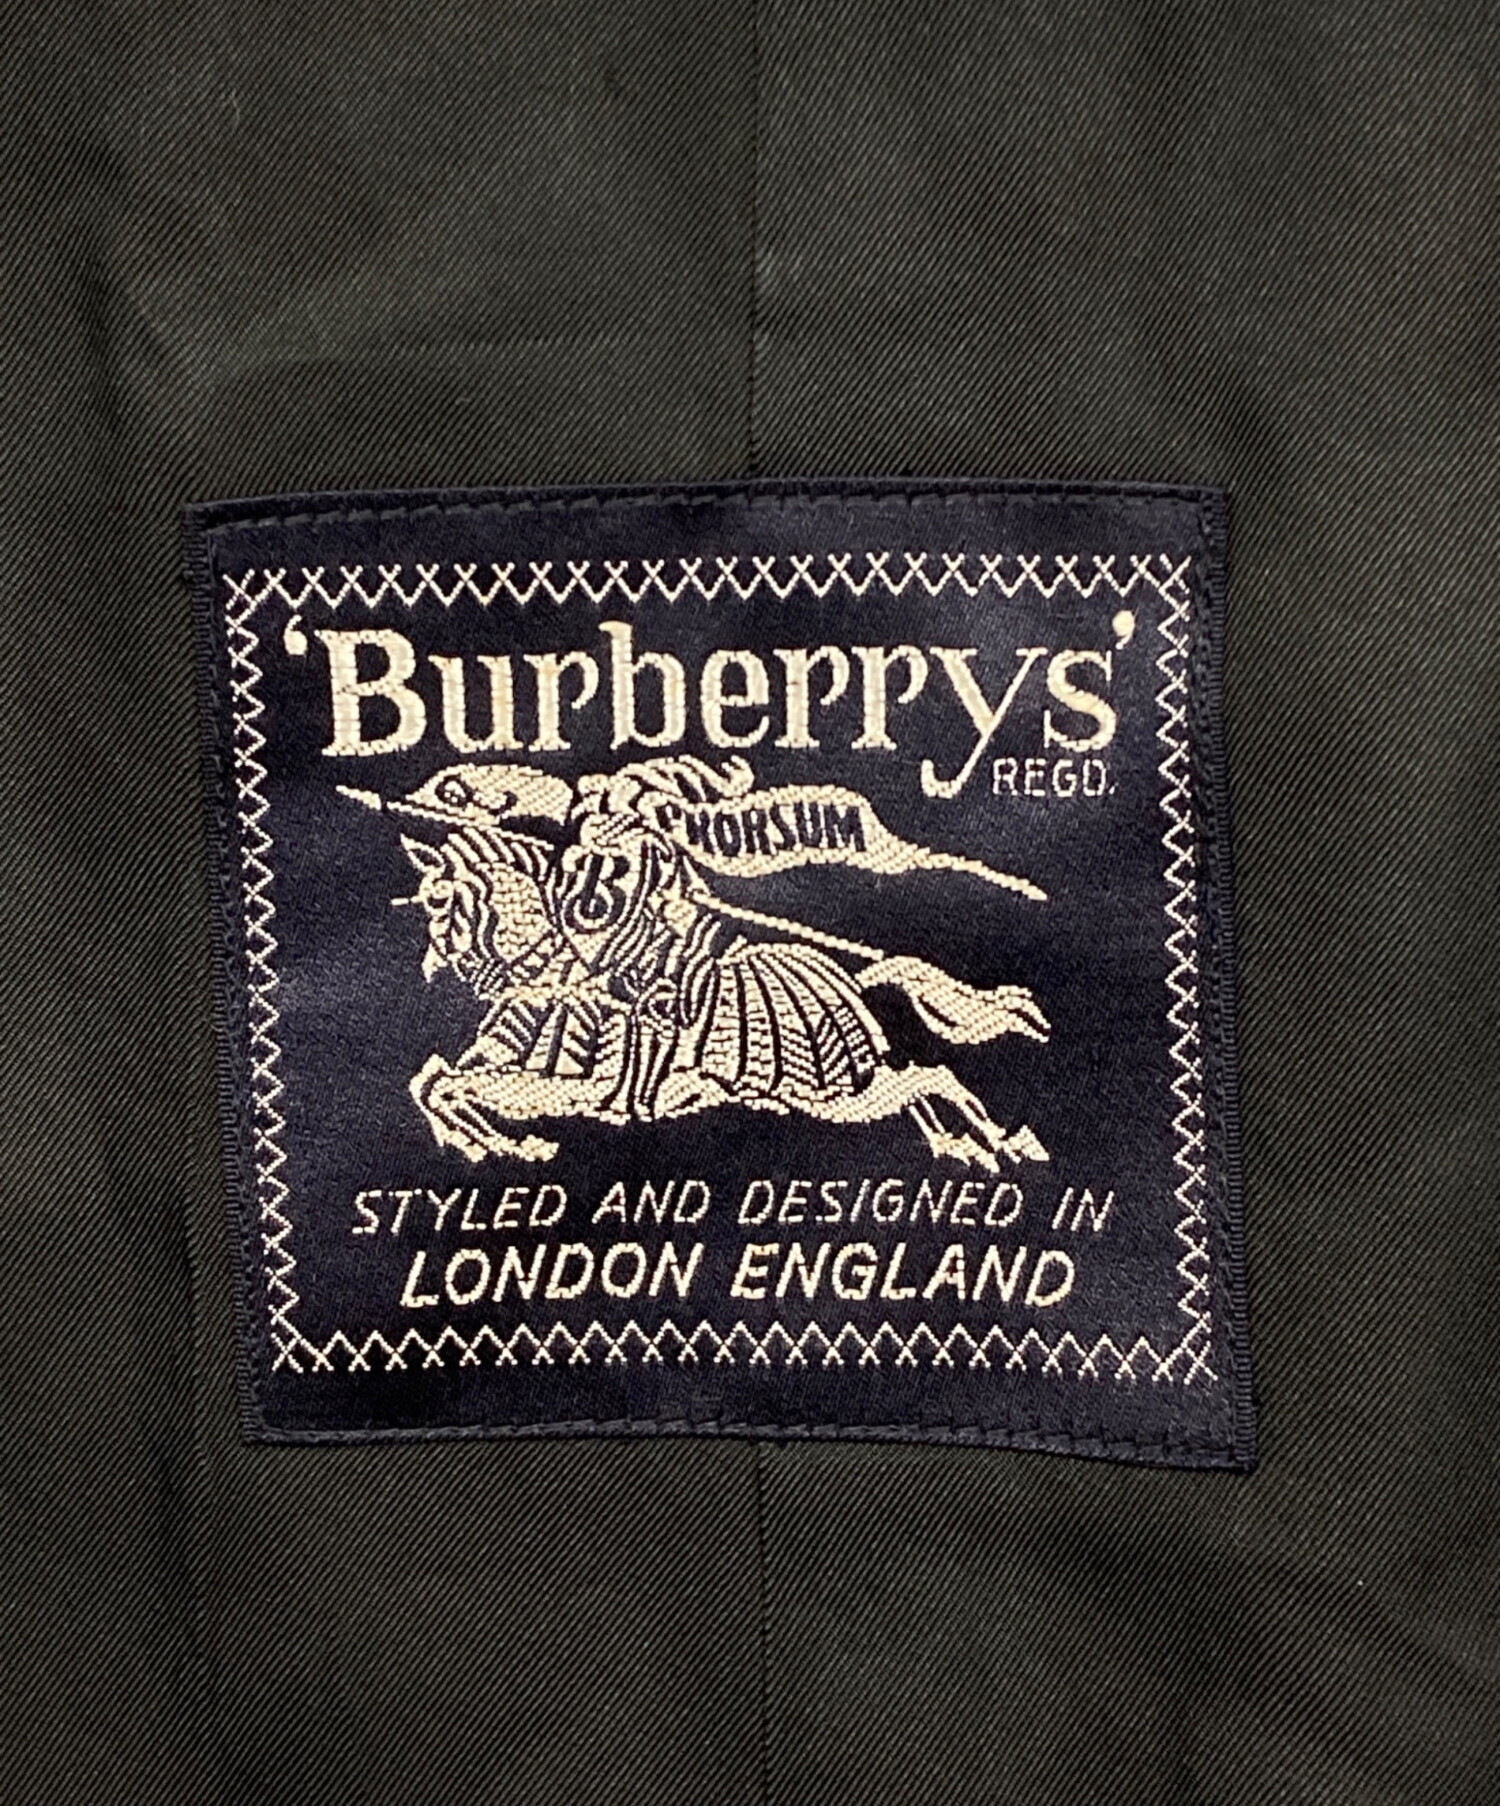 ‘Burberrys’
REGD.
PRORSUM
B
STYLED AND DESIGNED IN
LONDON ENGLAND